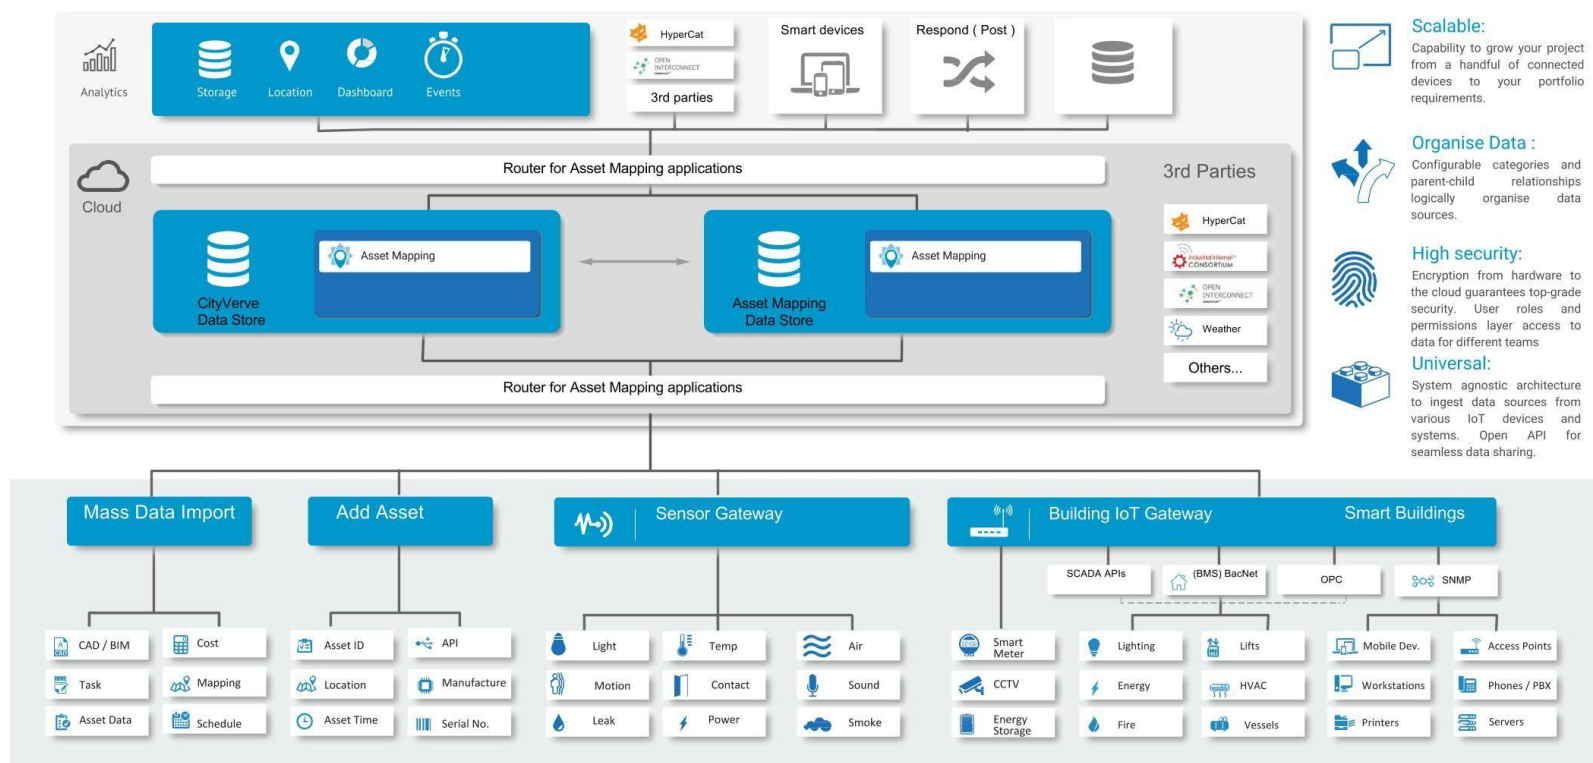 Analytics
Storage
Location
Dashboard
Events
HyperCat
OPEN
INTERCONNECT
3rd parties
Smart devices
Respond ( Post )
Cloud
Router for Asset Mapping applications
3rd Parties
CityVerve
Data Store
Asset Mapping
Asset Mapping
Data Store
Asset Mapping
HyperCat
industrial internet
CONSORTIUM
OPEN
INTERCONNECT
Weather
Others...
Router for Asset Mapping applications
Scalable:
Capability to grow your project
from a handful of connected
devices to your portfolio
requirements.
Organise Data :
Configurable categories and
parent-child relationships
logically organise data
sources.
High security:
Encryption from hardware to
the cloud guarantees top-grade
security. User roles and
permissions layer access to
data for different teams
Universal:
System agnostic architecture
to ingest data sources from
various IoT devices and
systems. Open API for
seamless data sharing.
Mass Data Import
CAD / BIM
Cost
Task
Mapping
Asset Data
Schedule
Add Asset
Asset ID
API
Location
Manufacture
Asset Time
Serial No.
Sensor Gateway
Light
Temp
Air
Motion
Contact
Sound
Leak
Power
Smoke
Building IoT Gateway
Smart Buildings
SCADA APIs
(BMS) BacNet
OPC
SNMP
Smart
Meter
CCTV
Energy
Storage
Lighting
Lifts
Energy
HVAC
Fire
Vessels
Mobile Dev.
Access Points
Workstations
Phones / PBX
Printers
Servers